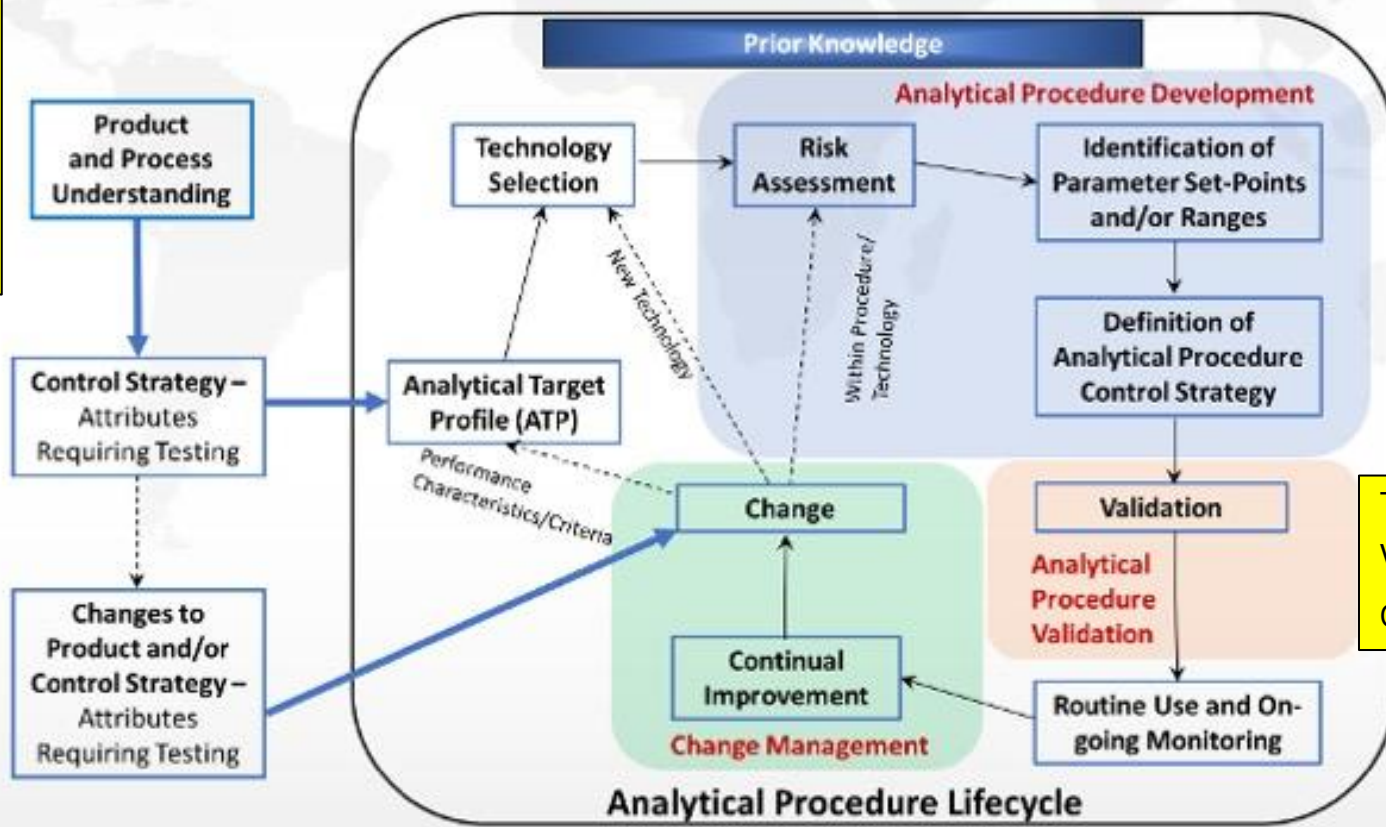 Prior Knowledge
Analytical Procedure Development
Product
and Process
Understanding
Technology
Selection
Risk
Assessment
Identification of
Parameter Set-Points
and/or Ranges
New Technology
Within Procedure/
Technology
Control Strategy –
Attributes
Requiring Testing
Analytical Target
Profile (ATP)
Definition of
Analytical Procedure
Control Strategy
Performance
Characteristics/Criteria
Change
Validation
Analytical
Procedure
Validation
Changes to
Product and/or
Control Strategy –
Attributes
Requiring Testing
Continual
Improvement
Change Management
Routine Use and On-
going Monitoring
Analytical Procedure Lifecycle